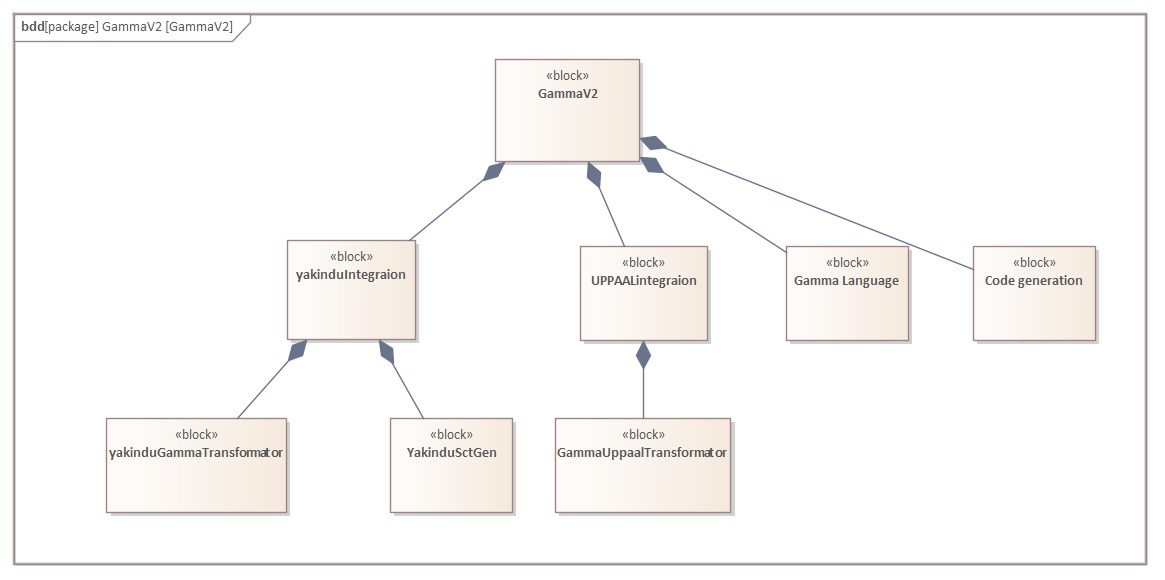 bdd[package] GammaV2 [GammaV2]
«block»
GammaV2
«block»
yakinduIntegraion
«block»
UPPAALintegraion
«block»
Gamma Language
«block»
Code generation
«block»
yakinduGammaTransformator
«block»
YakinduSctGen
«block»
GammaUppaalTransformator